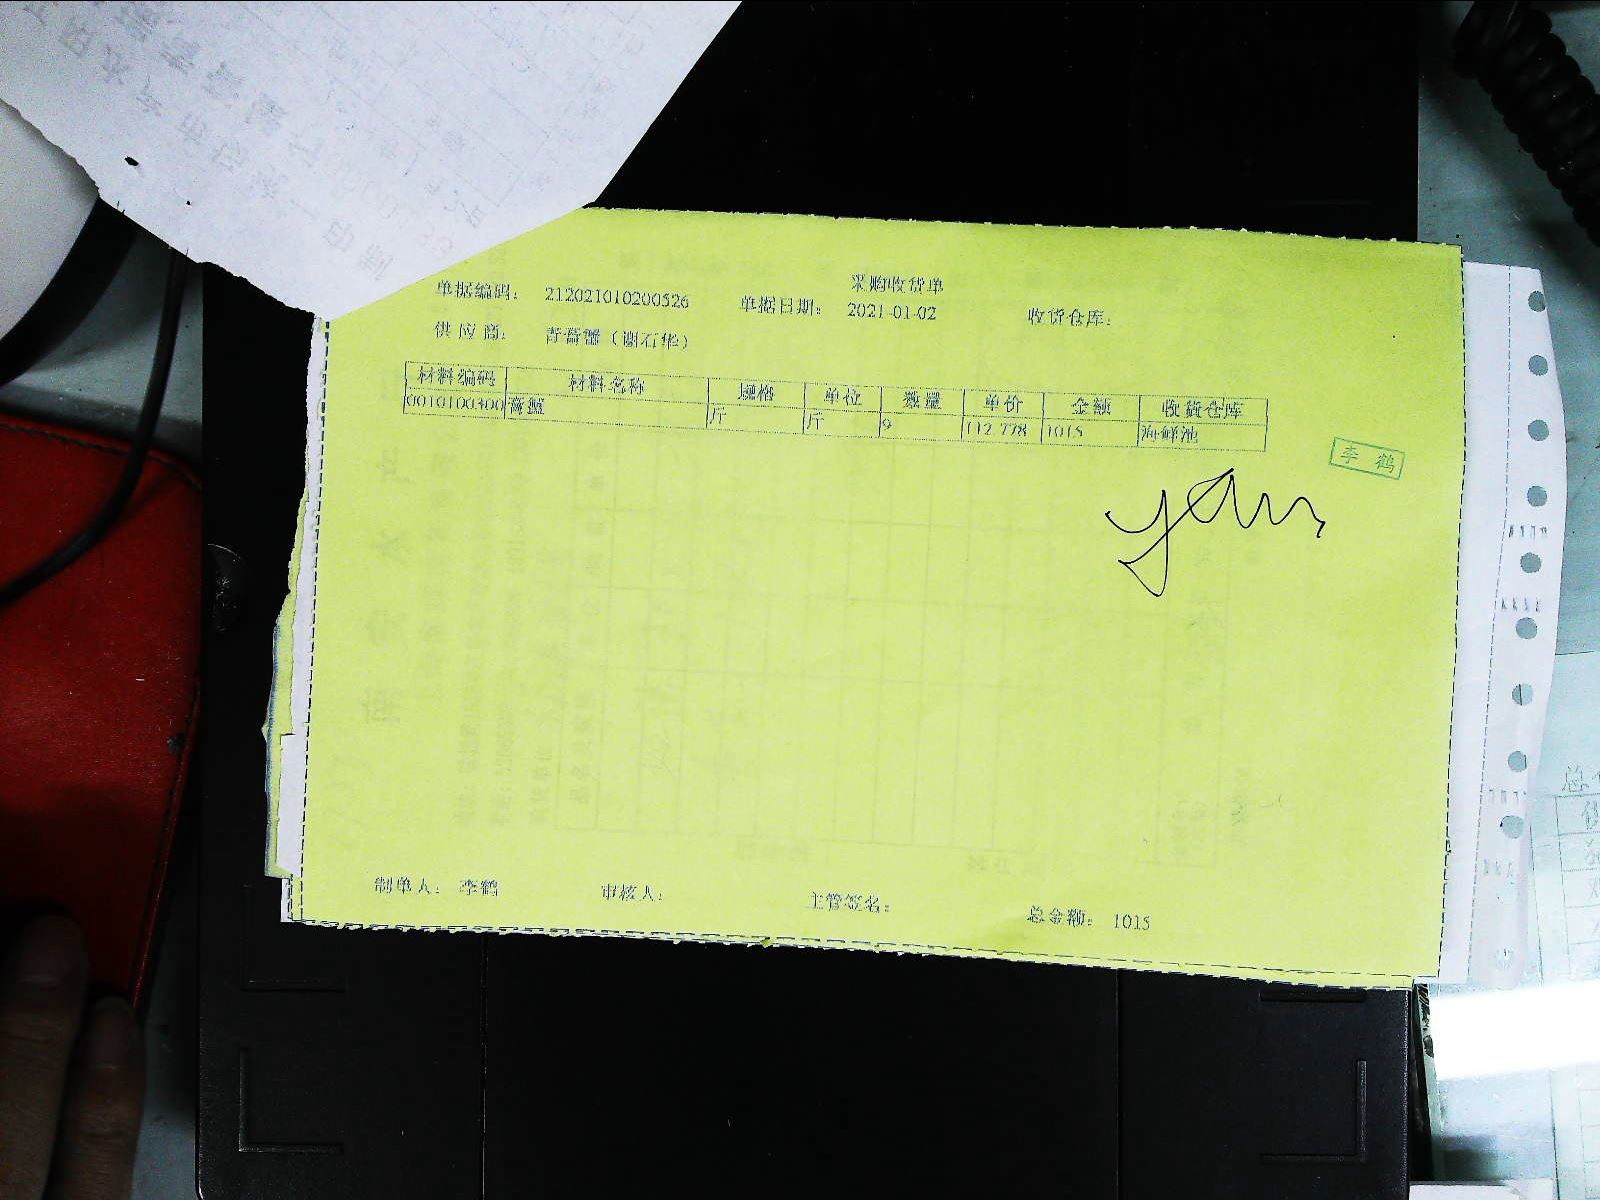 采购收货单
单据编码： 212021010200526 单据日期： 2021-01-02 收货仓库：
供 应 商： （谢石华）
材料编码 材料名称 规格 单位 数量 单价 金额 收货仓库
0010100300 膏蟹 斤 斤 9 112.778 1015 海鲜池
李 鹤
yan
制单人： 李鹤 审核人： 主管签名： 总金额： 1015